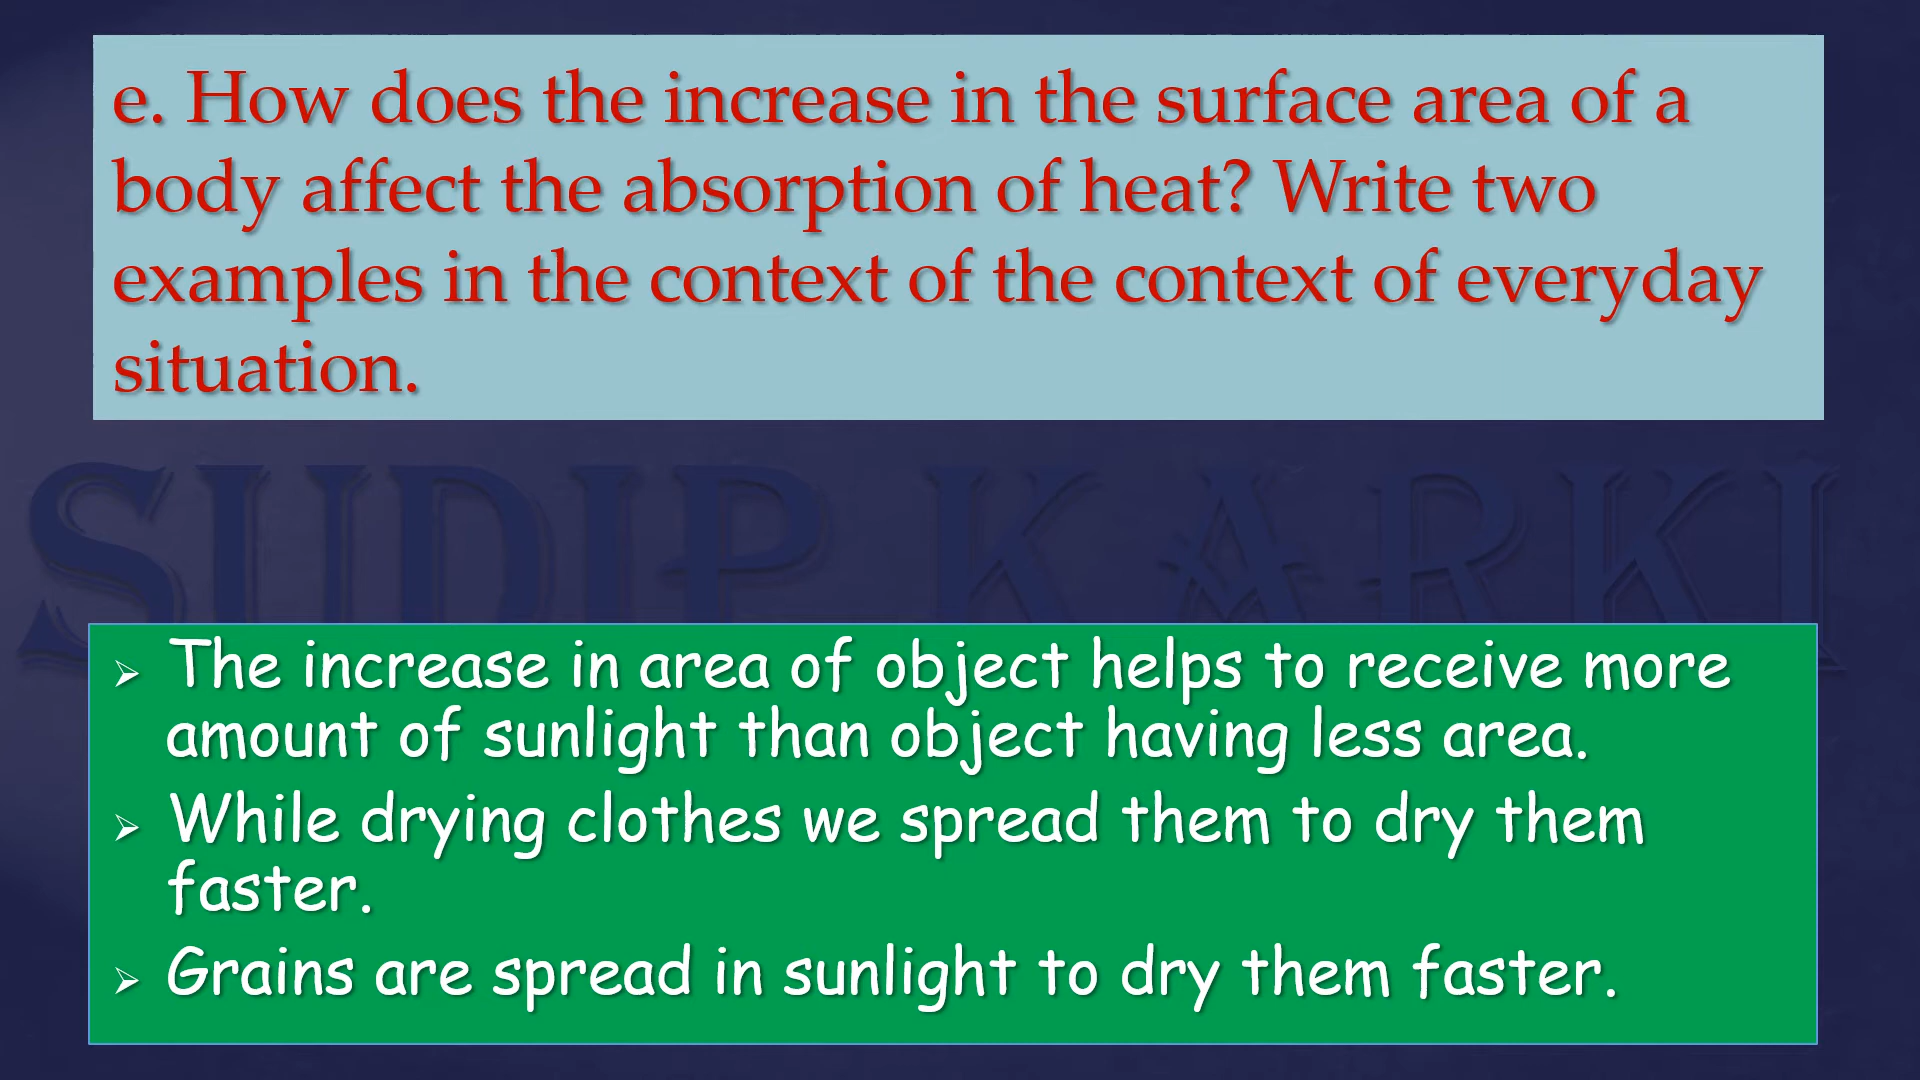 e. How does the increase in the surface area of a
body affect the absorption of heat? Write two
examples in the context of the context of everyday
situation.
SUDIP KARKI
➢ The increase in area of object helps to receive more
amount of sunlight than object having less area.
➢ While drying clothes we spread them to dry them
faster.
➢ Grains are spread in sunlight to dry them faster.